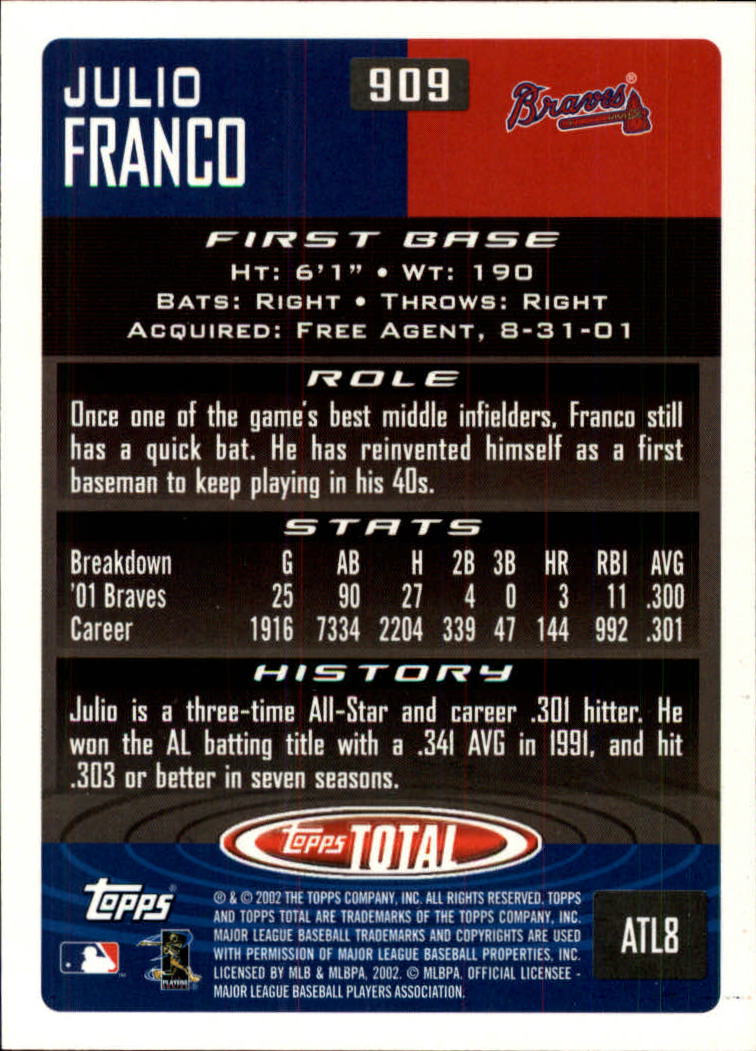 JULIO
FRANCO
909
Braves®
FIRST BASE
HT: 6'1" • WT: 190
BATS: RIGHT • THROWS: RIGHT
ACQUIRED: FREE AGENT, 8-31-01
ROLE
Once one of the game's best middle infielders, Franco still
has a quick bat. He has reinvented himself as a first
baseman to keep playing in his 40s.
STATS
Breakdown G AB H 2B 3B HR RBI AVG
'01 Braves 25 90 27 4 0 3 11 .300
Career 1916 7334 2204 339 47 144 992 .301
HISTORY
Julio is a three-time All-Star and career .301 hitter. He
won the AL batting title with a .341 AVG in 1991, and hit
.303 or better in seven seasons.
Topps TOTAL
Topps®
® & © 2002 THE TOPPS COMPANY, INC. ALL RIGHTS RESERVED. TOPPS
AND TOPPS TOTAL ARE TRADEMARKS OF THE TOPPS COMPANY, INC.
MAJOR LEAGUE BASEBALL TRADEMARKS AND COPYRIGHTS ARE USED
WITH PERMISSION OF MAJOR LEAGUE BASEBALL PROPERTIES, INC.
LICENSED BY MLB & MLBPA, 2002. © MLBPA. OFFICIAL LICENSEE -
MAJOR LEAGUE BASEBALL PLAYERS ASSOCIATION.
ATL8
PLAYERS